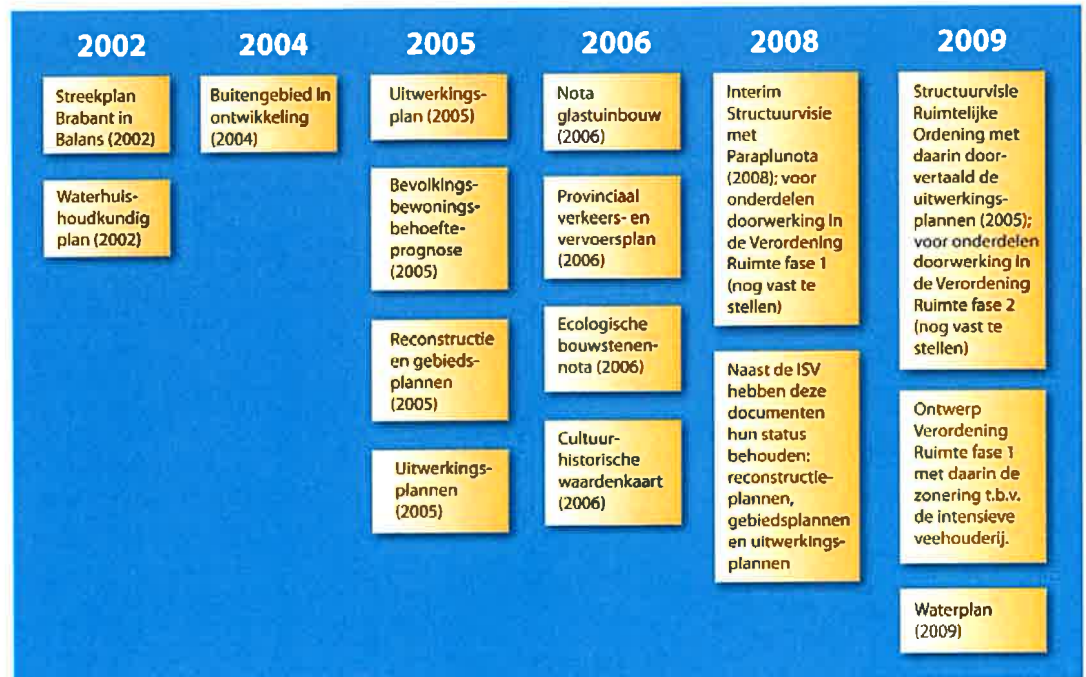 2002
Streekplan
Brabant in
Balans (2002)
Waterhuis-
houdkundig
plan (2002)
2004
Buitengebied in
ontwikkeling
(2004)
2005
Uitwerkings-
plan (2005)
Bevolkings-
bewonings-
behoefte-
prognose
(2005)
Reconstructie
en gebieds-
plannen
(2005)
Uitwerkings-
plannen
(2005)
2006
Nota
glastuinbouw
(2006)
Provinciaal
verkeers- en
vervoersplan
(2006)
Ecologische
bouwstenen-
nota (2006)
Cultuur-
historische
waardenkaart
(2006)
2008
Interim
Structuurvisie
met
Paraplunota
(2008); voor
onderdelen
doorwerking in
de Verordening
Ruimte fase 1
(nog vast te
stellen)
Naast de ISV
hebben deze
documenten
hun status
behouden:
reconstructie-
plannen,
gebiedsplannen
en uitwerkings-
plannen
2009
Structuurvisie
Ruimtelijke
Ordening met
daarin door-
vertaald de
uitwerkings-
plannen (2005);
voor onderdelen
doorwerking in
de Verordening
Ruimte fase 2
(nog vast te
stellen)
Ontwerp
Verordening
Ruimte fase 1
met daarin de
zonering t.b.v.
de intensieve
veehouderij.
Waterplan
(2009)